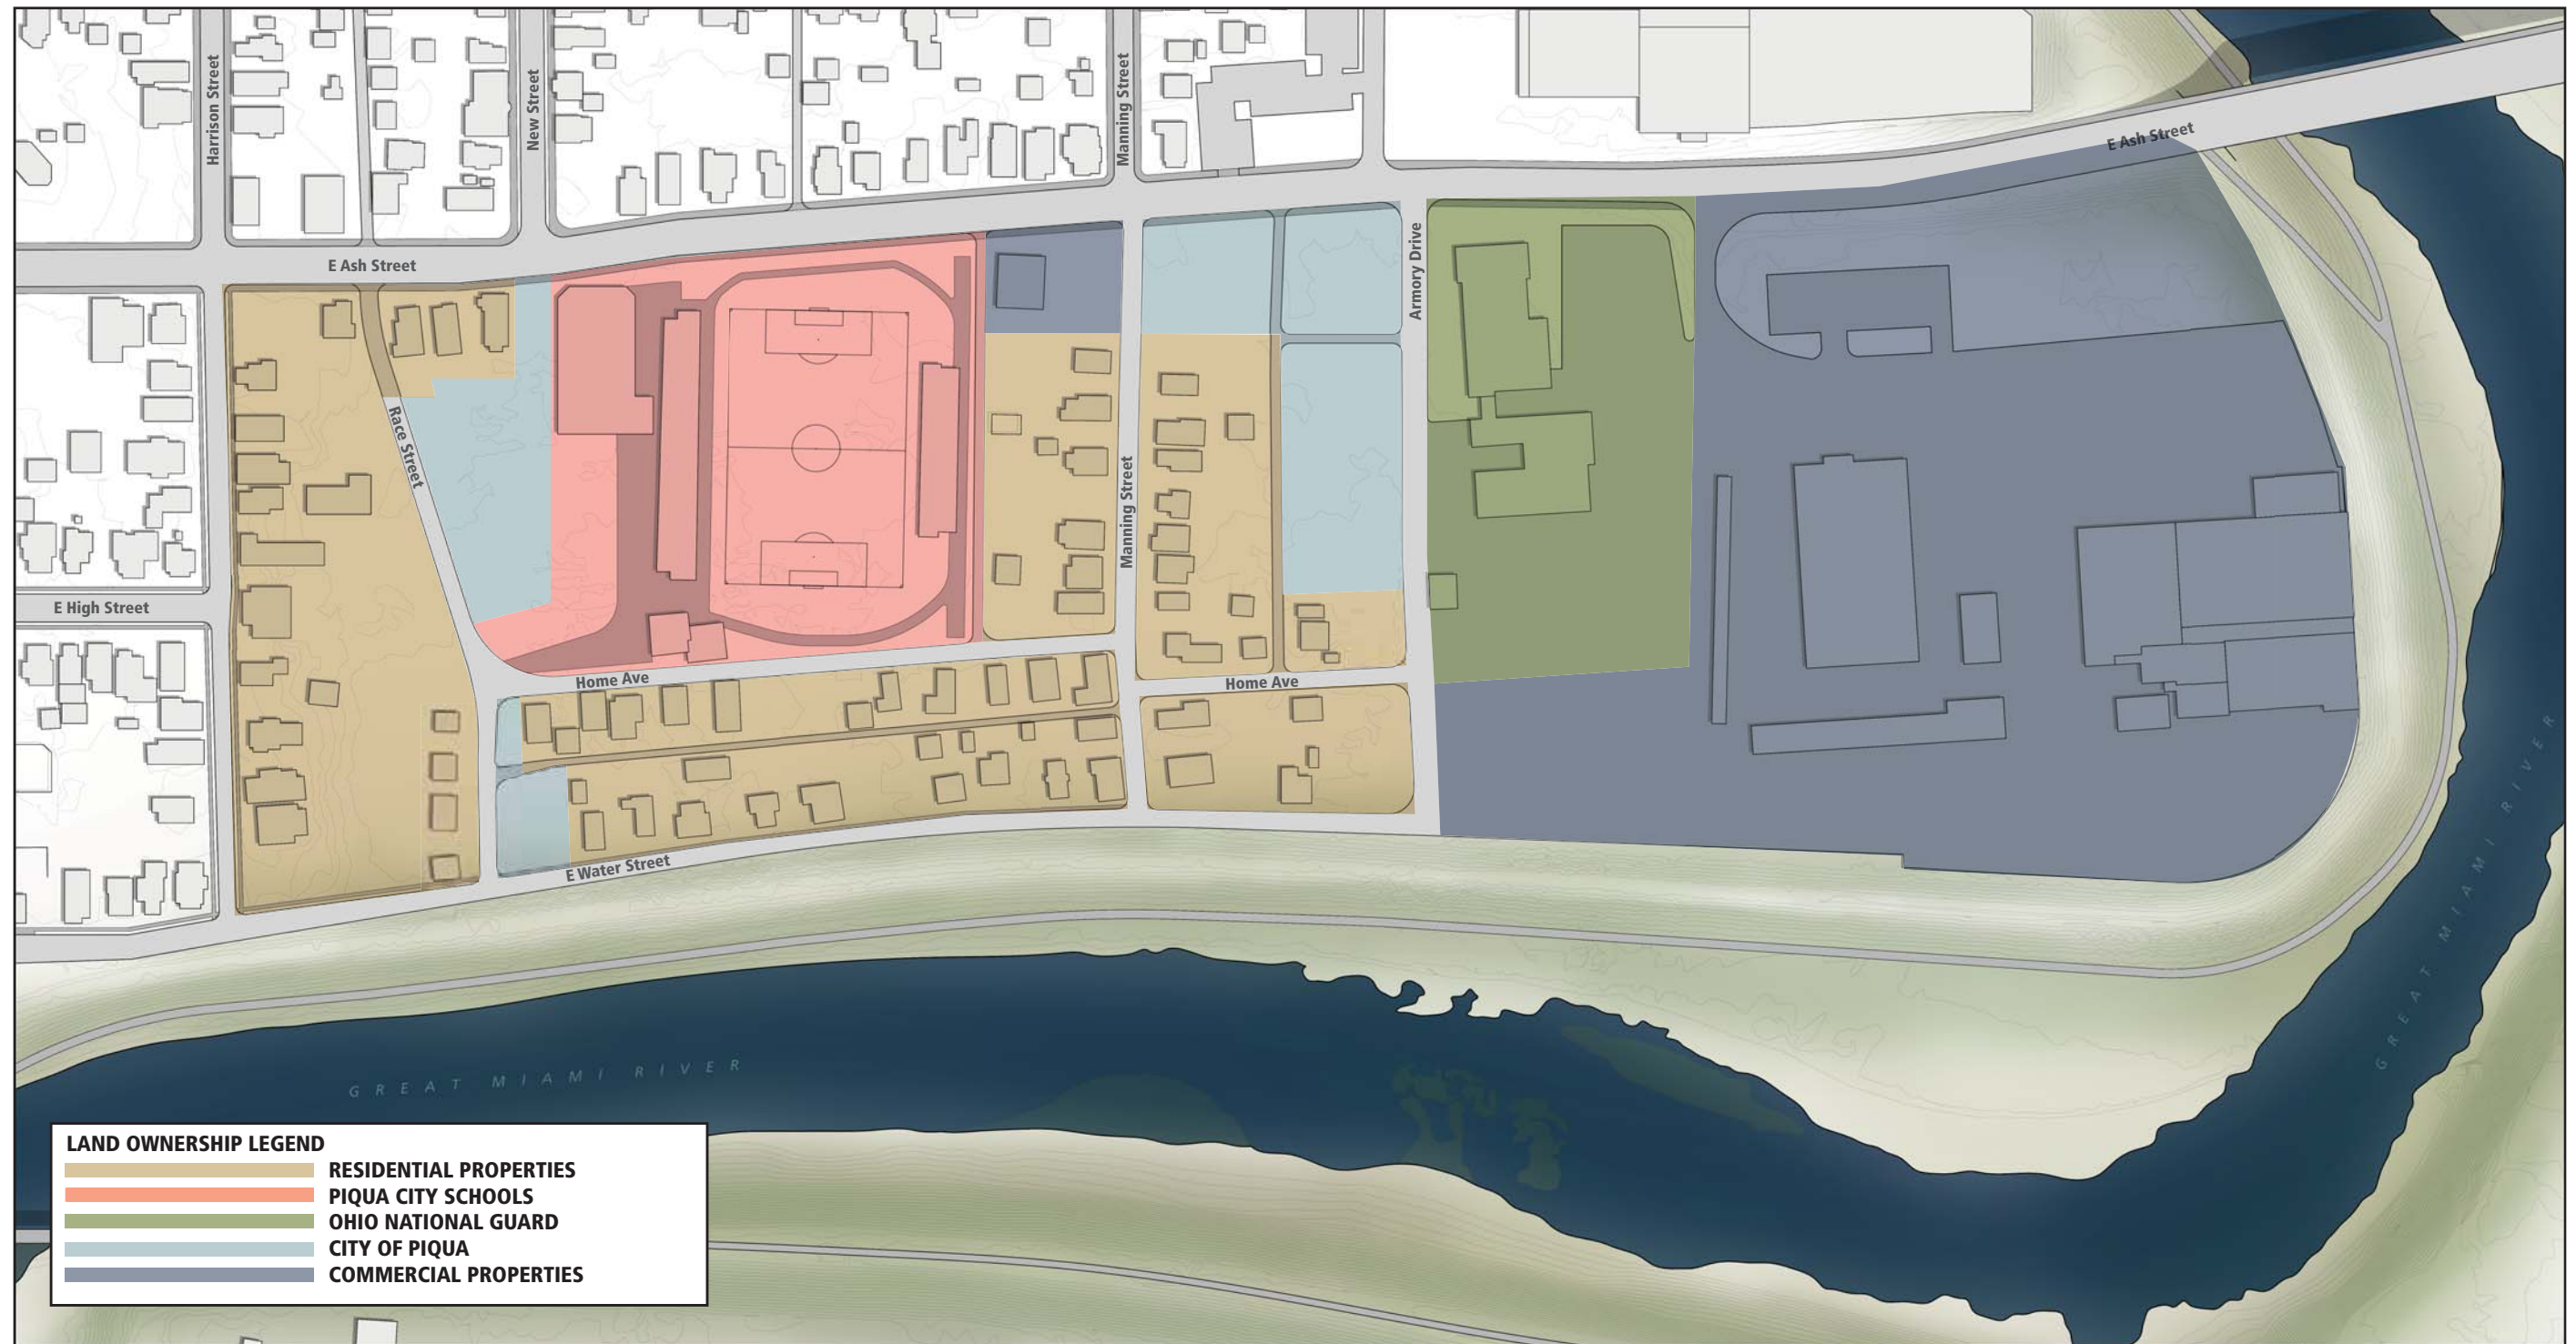 Harrison Street
New Street
Manning Street
E Ash Street
E Ash Street
Armory Drive
Race Street
Manning Street
E High Street
Home Ave
Home Ave
E Water Street
GREAT MIAMI RIVER
GREAT MIAMI RIVER
LAND OWNERSHIP LEGEND
RESIDENTIAL PROPERTIES
PIQUA CITY SCHOOLS
OHIO NATIONAL GUARD
CITY OF PIQUA
COMMERCIAL PROPERTIES